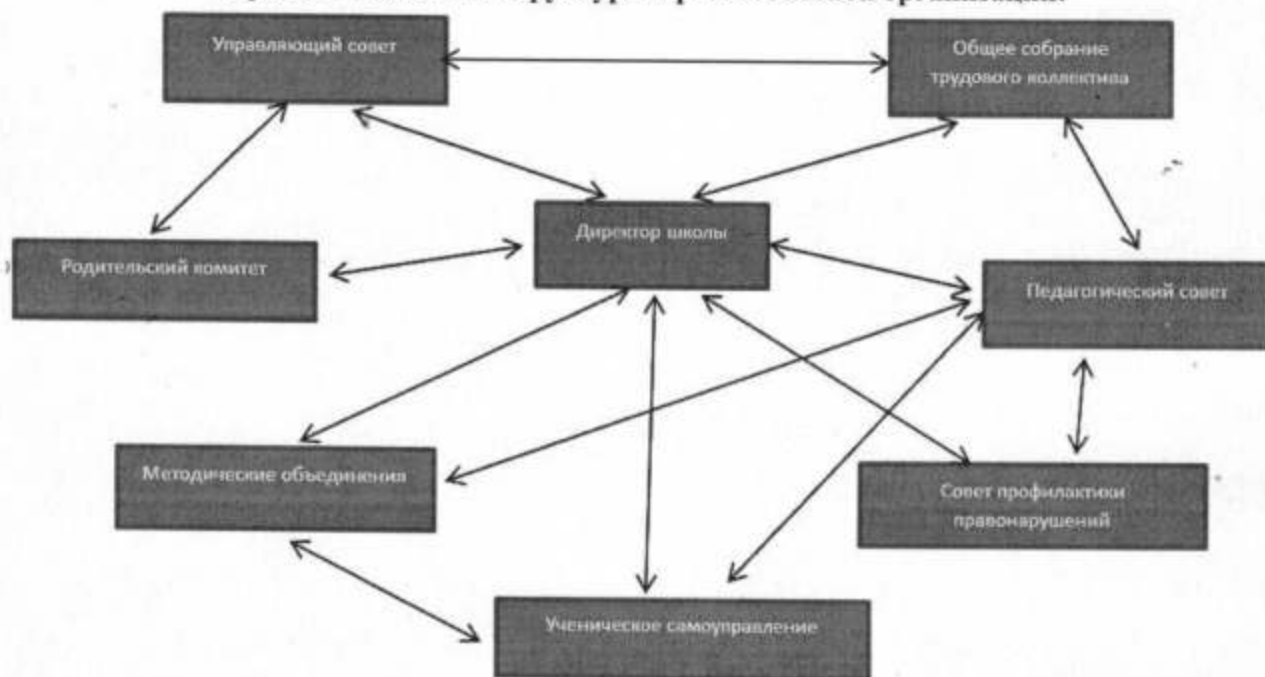 Управляющий совет
Общее собрание
трудового коллектива
Директор школы
Родительский комитет
Педагогический совет
Методические объединения
Совет профилактики
правонарушений
Ученическое самоуправление